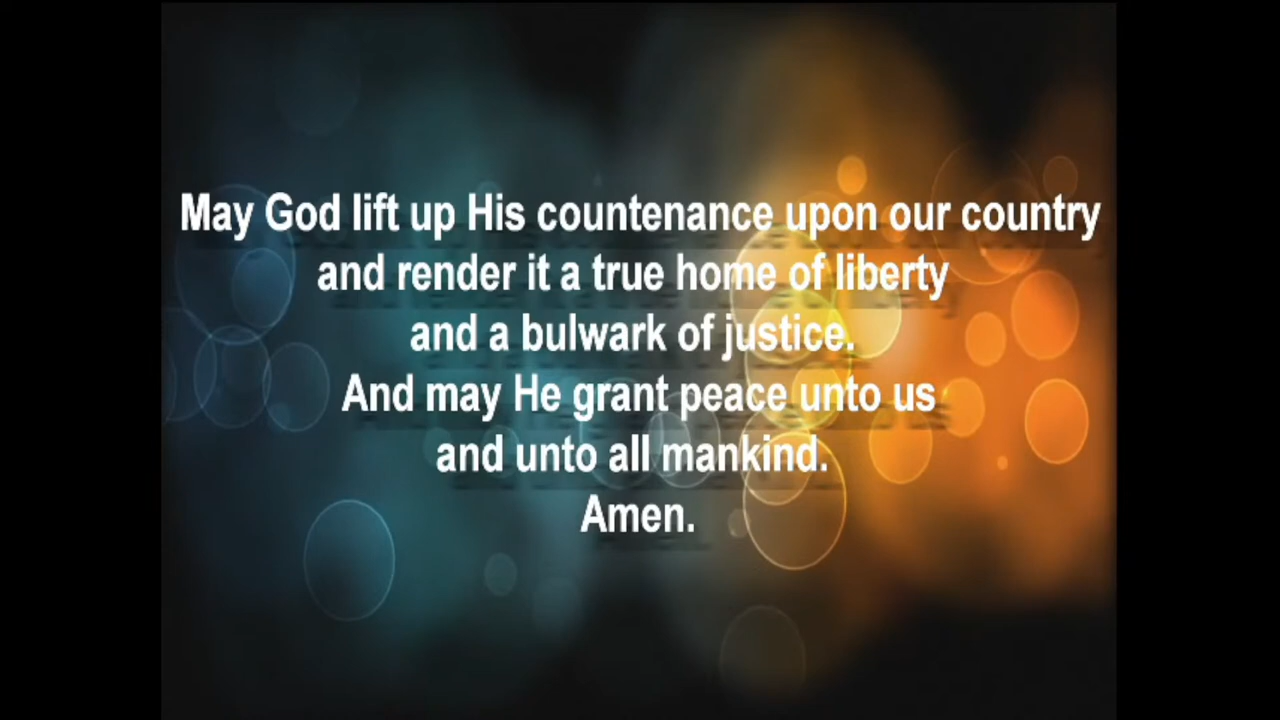 May God lift up His countenance upon our country
and render it a true home of liberty
and a bulwark of justice.
And may He grant peace unto us
and unto all mankind.
Amen.